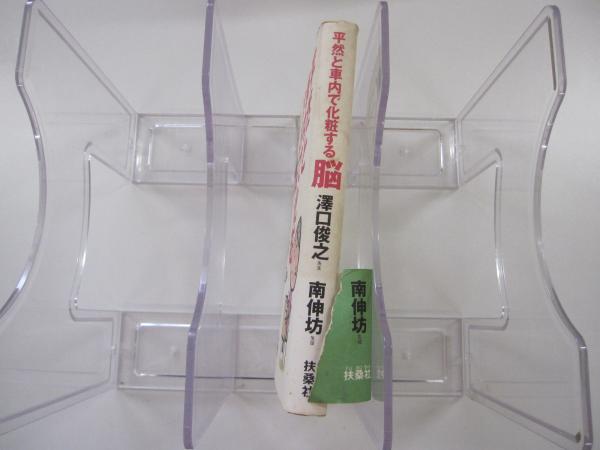 平然と車内で化粧する
脳
澤口俊之
南伸坊
扶桑社
南伸坊
扶桑社